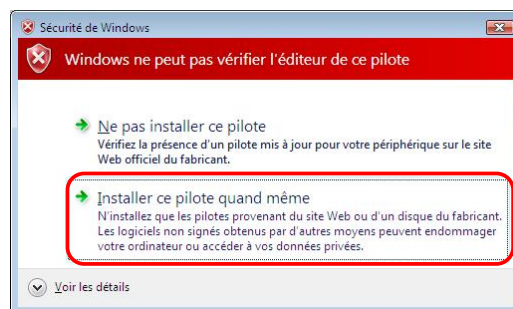 Sécurité de Windows
Windows ne peut pas vérifier l'éditeur de ce pilote
Ne pas installer ce pilote
Vérifiez la présence d'un pilote mis à jour pour votre périphérique sur le site
Web officiel du fabricant.
Installer ce pilote quand même
N'installez que les pilotes provenant du site Web ou d'un disque du fabricant.
Les logiciels non signés obtenus par d'autres moyens peuvent endommager
votre ordinateur ou accéder à vos données privées.
Voir les détails